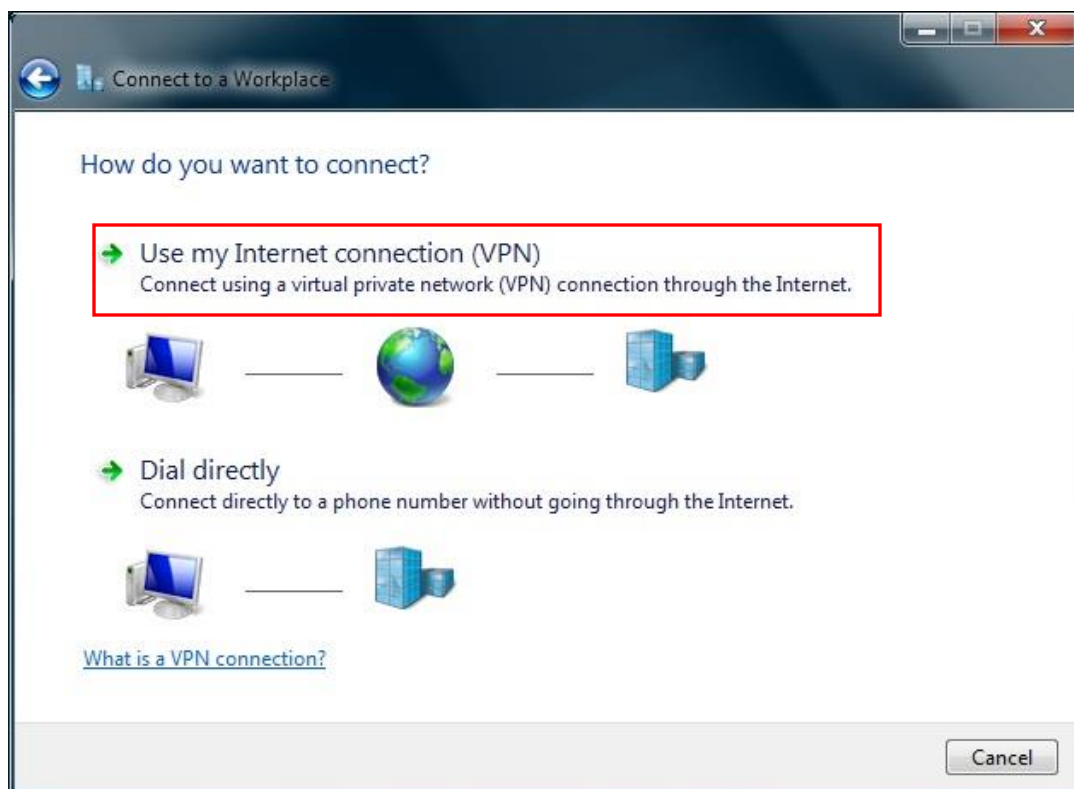 Connect to a Workplace
How do you want to connect?
Use my Internet connection (VPN)
Connect using a virtual private network (VPN) connection through the Internet.
Dial directly
Connect directly to a phone number without going through the Internet.
What is a VPN connection?
Cancel